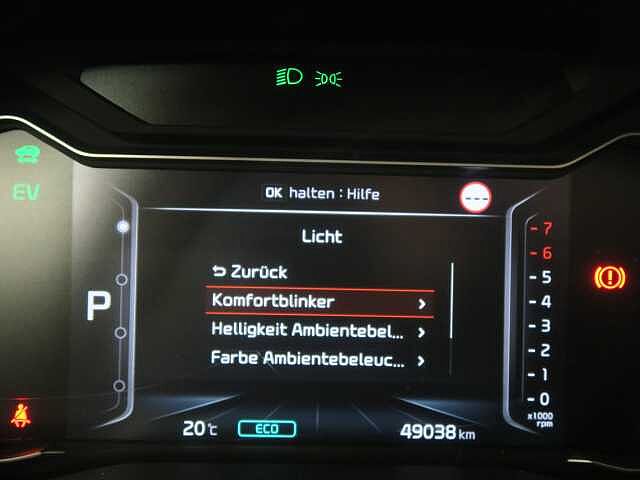 OK halten : Hilfe
EV
---
Licht
Zurück
Komfortblinker
Helligkeit Ambientebel...
Farbe Ambientebeleuc...
P
7
6
5
4
3
2
1
0
x1000
rpm
20°c
ECO
49038 km